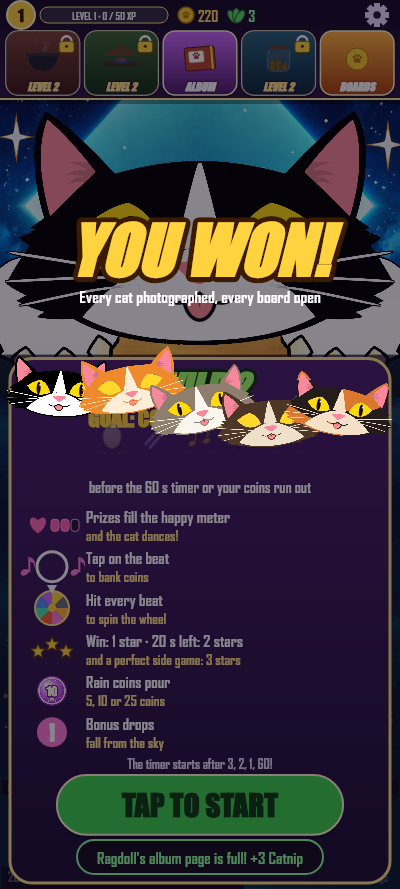 1
LEVEL 1 · 0 / 50 XP
220
3
LEVEL 2
LEVEL 2
ALBUM
LEVEL 2
BOARDS
YOU WON!
Every cat photographed, every board open
before the 60 s timer or your coins run out
Prizes fill the happy meter
and the cat dances!
Tap on the beat
to bank coins
Hit every beat
to spin the wheel
Win: 1 star · 20 s left: 2 stars
and a perfect side game: 3 stars
10
Rain coins pour
5, 10 or 25 coins
Bonus drops
fall from the sky
The timer starts after 3, 2, 1, GO!
TAP TO START
Ragdoll's album page is full! +3 Catnip